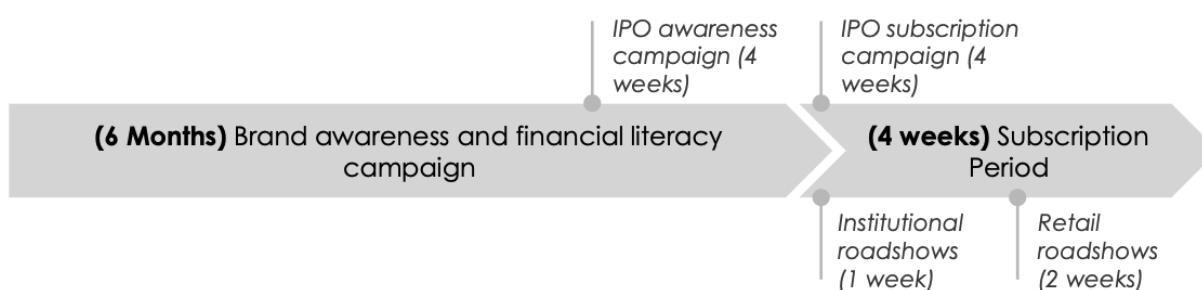 IPO awareness
campaign (4
weeks)
IPO subscription
campaign (4
weeks)
(6 Months) Brand awareness and financial literacy
campaign
(4 weeks) Subscription
Period
Institutional
roadshows
(1 week)
Retail
roadshows
(2 weeks)